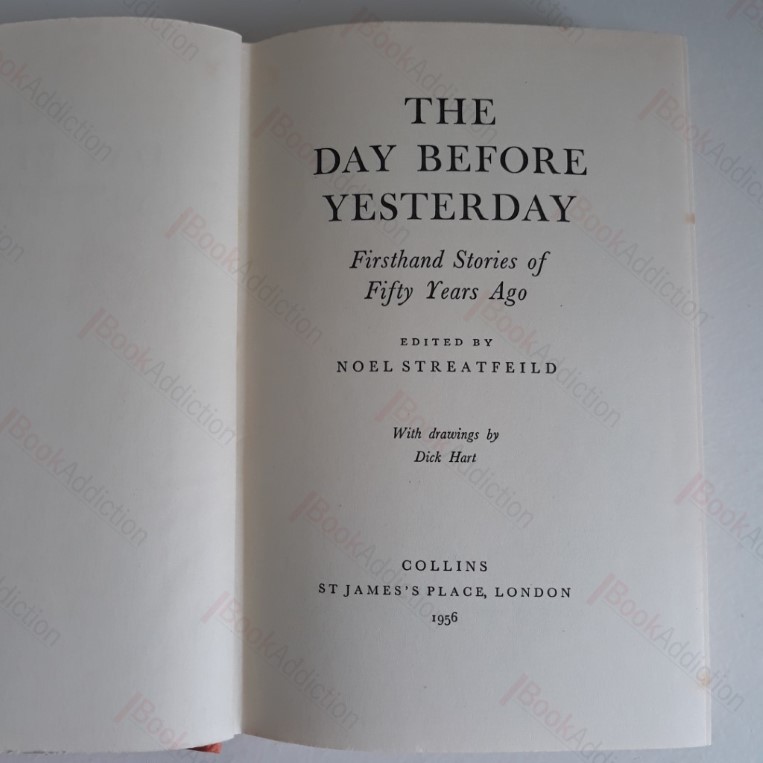 THE
DAY BEFORE
YESTERDAY
Firsthand Stories of
Fifty Years Ago
EDITED BY
NOEL STREATFEILD
With drawings by
Dick Hart
COLLINS
ST JAMES'S PLACE, LONDON
1956
BookAddiction